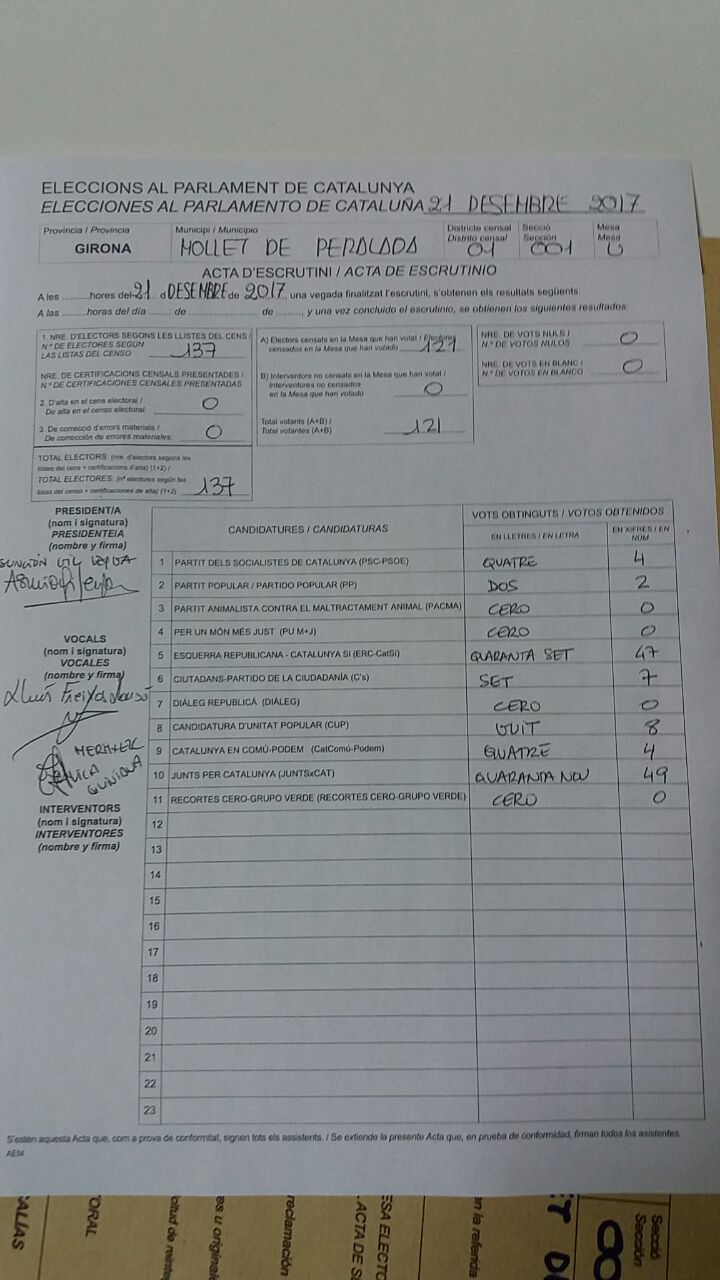 ELECCIONS AL PARLAMENT DE CATALUNYA
ELECCIONES AL PARLAMENTO DE CATALUÑA 21 DESEMBRE 2017
Provincia / Provincia
GIRONA
Municipi / Municipio
MOLLET DE PERALADA
Districte censal
Distrito censal
01
Secció
Sección
001
Mesa
Mesa
U
ACTA D'ESCRUTINI / ACTA DE ESCRUTINIO
A les ..........hores del 21 d DESEMBRE de 2017, una vegada finalitzat l'escrutini, s'obtenen els resultats següents:
A las ..........horas del día ........ de .................... de .........., y una vez concluido el escrutinio, se obtienen los siguientes resultados:
1. NRE. D'ELECTORS SEGONS LES LLISTES DEL CENS /
N.º DE ELECTORES SEGÚN
LAS LISTAS DEL CENSO 137
NRE. DE CERTIFICACIONS CENSALS PRESENTADES /
N.º DE CERTIFICACIONES CENSALES PRESENTADAS
2. D'alta en el cens electoral /
De alta en el censo electoral: 0
3. De correcció d'errors materials /
De corrección de errores materiales: 0
TOTAL ELECTORS: (nre. d'electors segons les
llistes del cens + certificacions d'alta) (1+2) /
TOTAL ELECTORES: (nº electores según las
listas del censo + certificaciones de alta) (1+2) 137
A) Electors censats en la Mesa que han votat / Electores
censados en la Mesa que han votado 121
B) Interventors no censats en la Mesa que han votat /
Interventores no censados
en la Mesa que han votado 0
Total votants (A+B) /
Total votantes (A+B) 121
NRE. DE VOTS NULS /
N.º DE VOTOS NULOS 0
NRE. DE VOTS EN BLANC /
N.º DE VOTOS EN BLANCO 0
PRESIDENT/A
(nom i signatura)
PRESIDENTE/A
(nombre y firma)
VOCALS
(nom i signatura)
VOCALES
(nombre y firma)
INTERVENTORS
(nom i signatura)
INTERVENTORES
(nombre y firma)
CANDIDATURES / CANDIDATURAS
VOTS OBTINGUTS / VOTOS OBTENIDOS
EN LLETRES / EN LETRA
EN XIFRES / EN NÚM.
1 PARTIT DELS SOCIALISTES DE CATALUNYA (PSC-PSOE) QUATRE 4
2 PARTIT POPULAR / PARTIDO POPULAR (PP) DOS 2
3 PARTIT ANIMALISTA CONTRA EL MALTRACTAMENT ANIMAL (PACMA) CERO 0
4 PER UN MÓN MÉS JUST (PU M+J) CERO 0
5 ESQUERRA REPUBLICANA - CATALUNYA SI (ERC-CatSí) QUARANTA SET 47
6 CIUTADANS-PARTIDO DE LA CIUDADANÍA (C's) SET 7
7 DIÀLEG REPUBLICÀ (DIÀLEG) CERO 0
8 CANDIDATURA D'UNITAT POPULAR (CUP) VUIT 8
9 CATALUNYA EN COMÚ-PODEM (CatComú-Podem) QUATRE 4
10 JUNTS PER CATALUNYA (JUNTSxCAT) QUARANTA NOU 49
11 RECORTES CERO-GRUPO VERDE (RECORTES CERO-GRUPO VERDE) CERO 0
12
13
14
15
16
17
18
19
20
21
22
23
S'estén aquesta Acta que, com a prova de conformitat, signen tots els assistents. / Se extiende la presente Acta que, en prueba de conformidad, firman todos los asistentes.
AEM
ALÍAS
TORAL
es u originale
reclamación
ESA ELECTO
ACTA DE S
en la referida
Secció
Sección